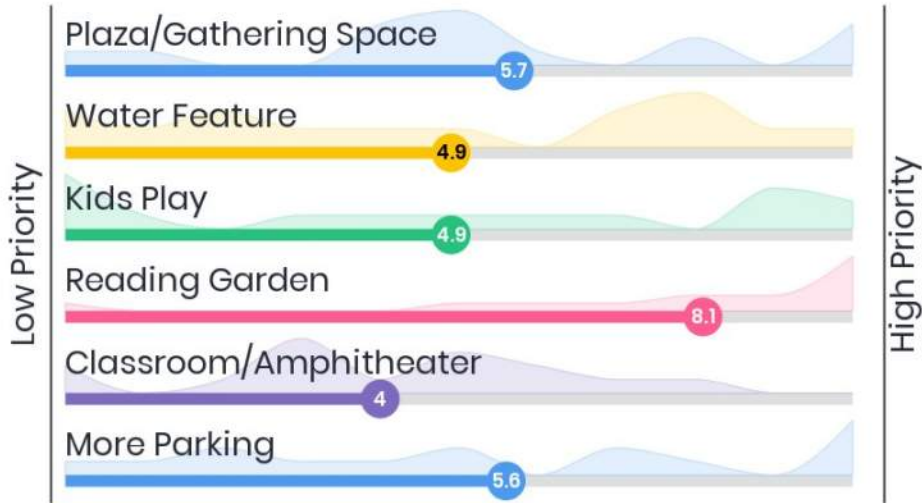 Low Priority
Plaza/Gathering Space
5.7
Water Feature
4.9
Kids Play
4.9
Reading Garden
8.1
Classroom/Amphitheater
4
More Parking
5.6
High Priority